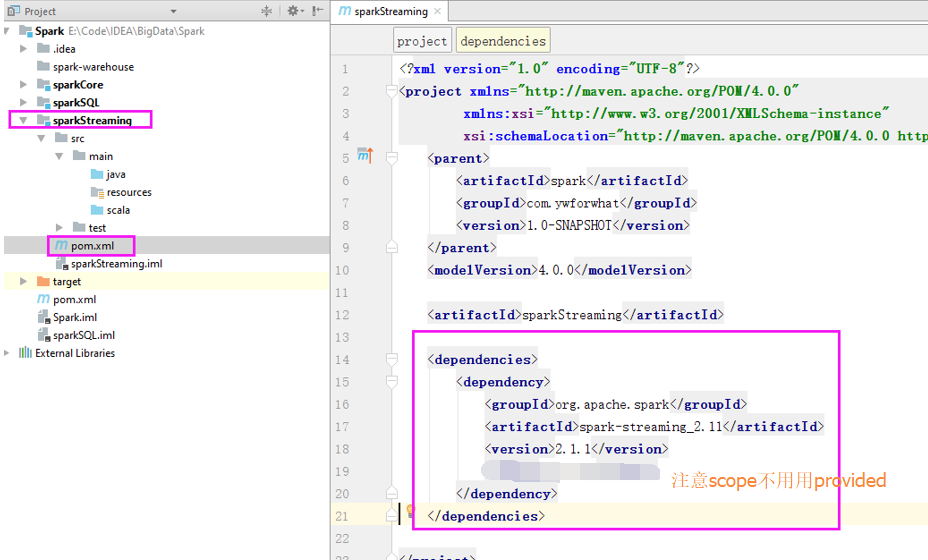 Project
Spark E:\Code\IDEA\BigData\Spark
.idea
spark-warehouse
sparkCore
sparkSQL
sparkStreaming
src
main
java
resources
scala
test
pom.xml
sparkStreaming.iml
target
pom.xml
Spark.iml
sparkSQL.iml
External Libraries
sparkStreaming
project dependencies
1 <?xml version="1.0" encoding="UTF-8"?>
2 <project xmlns="http://maven.apache.org/POM/4.0.0"
3 xmlns:xsi="http://www.w3.org/2001/XMLSchema-instance"
4 xsi:schemaLocation="http://maven.apache.org/POM/4.0.0 http
5 <parent>
6 <artifactId>spark</artifactId>
7 <groupId>com.ywforwhat</groupId>
8 <version>1.0-SNAPSHOT</version>
9 </parent>
10 <modelVersion>4.0.0</modelVersion>
11
12 <artifactId>sparkStreaming</artifactId>
13
14 <dependencies>
15 <dependency>
16 <groupId>org.apache.spark</groupId>
17 <artifactId>spark-streaming_2.11</artifactId>
18 <version>2.1.1</version>
19 注意scope不用用provided
20 </dependency>
21 </dependencies>
22